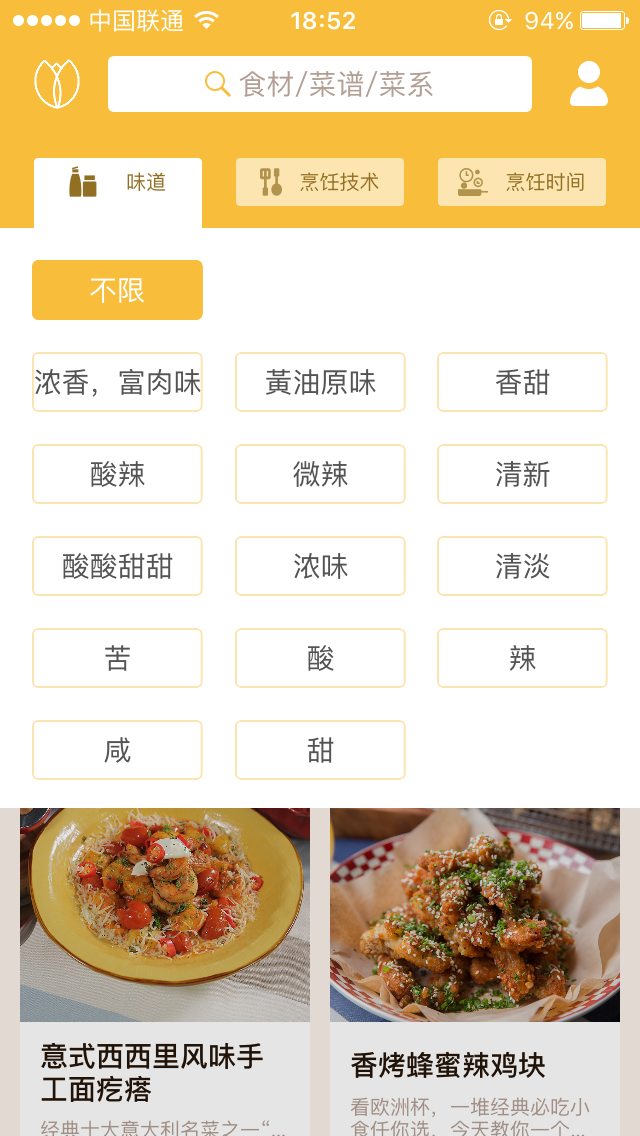 中国联通 18:52 94%
食材/菜谱/菜系
味道 烹饪技术 烹饪时间
不限
浓香，富肉味 黃油原味 香甜
酸辣 微辣 清新
酸酸甜甜 浓味 清淡
苦 酸 辣
咸 甜
意式西西里风味手
工面疙瘩
经典十大意大利名菜之一“...
香烤蜂蜜辣鸡块
看欧洲杯，一堆经典必吃小
食任你选，今天教你一个...